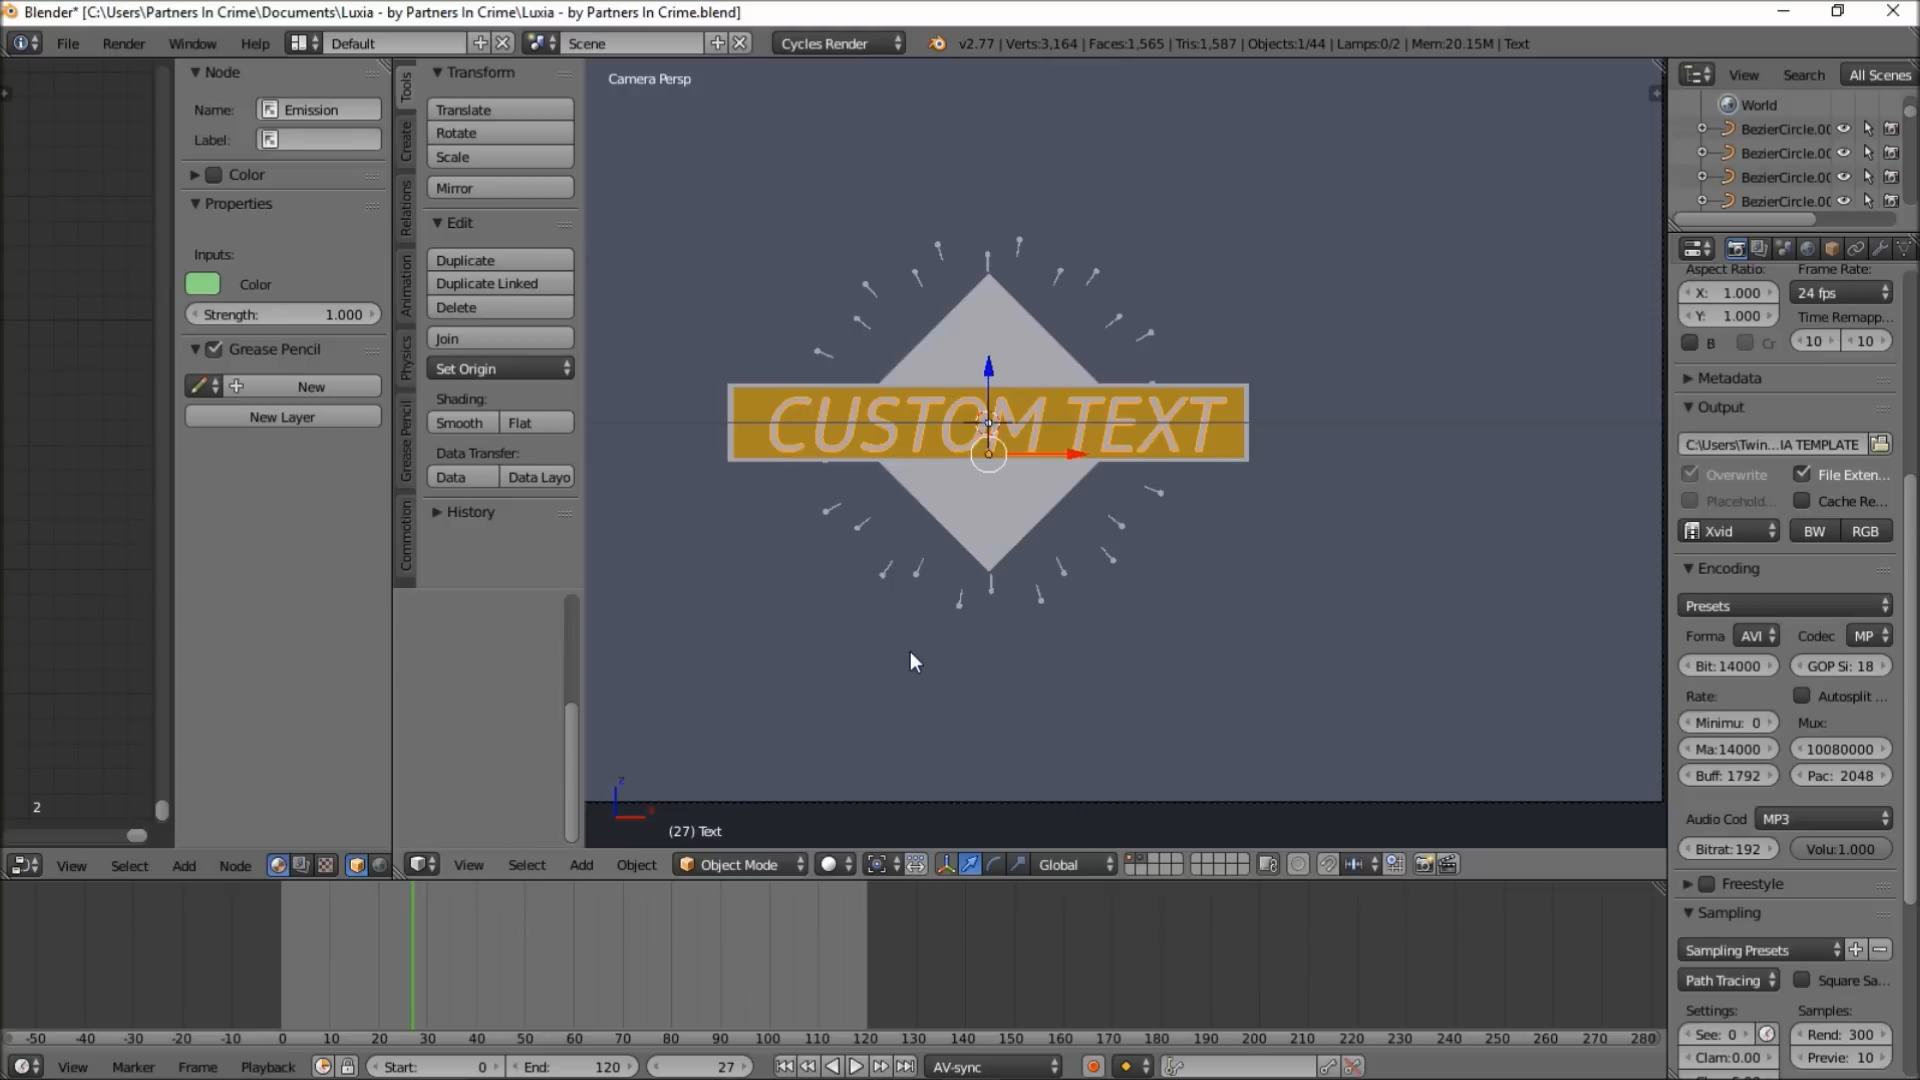 Blender* [C:\Users\Partners In Crime\Documents\Luxia - by Partners In Crime\Luxia - by Partners In Crime.blend]
File Render Window Help Default Scene Cycles Render v2.77 | Verts:3,164 | Faces:1,565 | Tris:1,587 | Objects:1/44 | Lamps:0/2 | Mem:20.15M | Text
Node
Name: Emission
Label:
Color
Properties
Inputs:
Color
Strength: 1.000
Grease Pencil
New
New Layer
2
View Select Add Node
Tools
Create
Relations
Animation
Physics
Grease Pencil
Commotion
Transform
Translate
Rotate
Scale
Mirror
Edit
Duplicate
Duplicate Linked
Delete
Join
Set Origin
Shading:
Smooth Flat
Data Transfer:
Data Data Layo
History
Camera Persp
CUSTOM TEXT
z
x
(27) Text
View Select Add Object Object Mode Global
View Search All Scenes
World
BezierCircle.00
BezierCircle.00
BezierCircle.00
BezierCircle.00
Aspect Ratio: Frame Rate:
X: 1.000 24 fps
Y: 1.000 Time Remapp...
B Cr 10 10
Metadata
Output
C:\Users\Twin...IA TEMPLATE
Overwrite File Exten...
Placehold... Cache Re...
Xvid BW RGB
Encoding
Presets
Forma AVI Codec MP
Bit: 14000 GOP Si: 18
Rate: Autosplit ...
Minimu: 0 Mux:
Ma:14000 10080000
Buff: 1792 Pac: 2048
Audio Cod MP3
Bitrat: 192 Volu:1.000
Freestyle
Sampling
Sampling Presets
Path Tracing Square Sa...
Settings: Samples:
See: 0 Rend: 300
Clam:0.00 Previe: 10
-50 -40 -30 -20 -10 0 10 20 30 40 50 60 70 80 90 100 110 120 130 140 150 160 170 180 190 200 210 220 230 240 250 260 270 280
View Marker Frame Playback Start: 0 End: 120 27 AV-sync